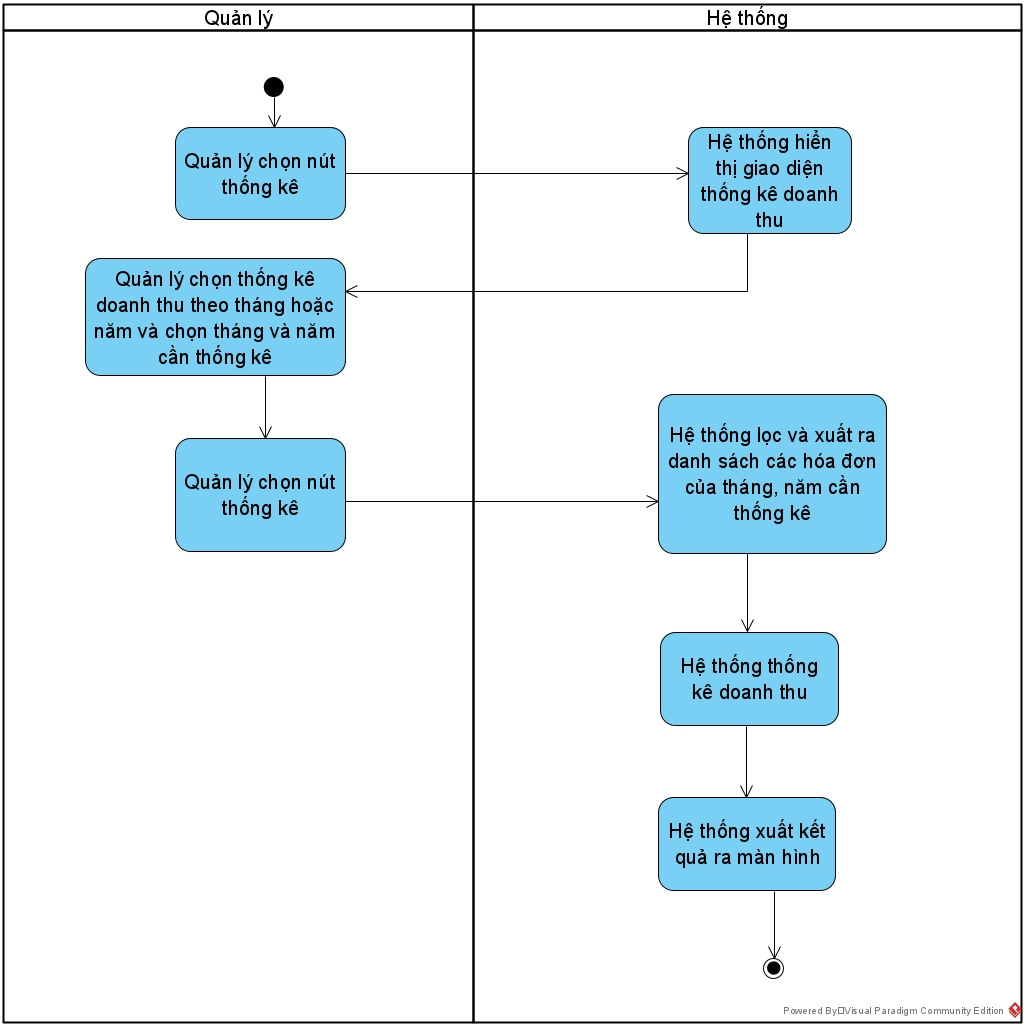 Quản lý
Hệ thống
Quản lý chọn nút
thống kê
Hệ thống hiển
thị giao diện
thống kê doanh
thu
Quản lý chọn thống kê
doanh thu theo tháng hoặc
năm và chọn tháng và năm
cần thống kê
Quản lý chọn nút
thống kê
Hệ thống lọc và xuất ra
danh sách các hóa đơn
của tháng, năm cần
thống kê
Hệ thống thống
kê doanh thu
Hệ thống xuất kết
quả ra màn hình
Powered By Visual Paradigm Community Edition